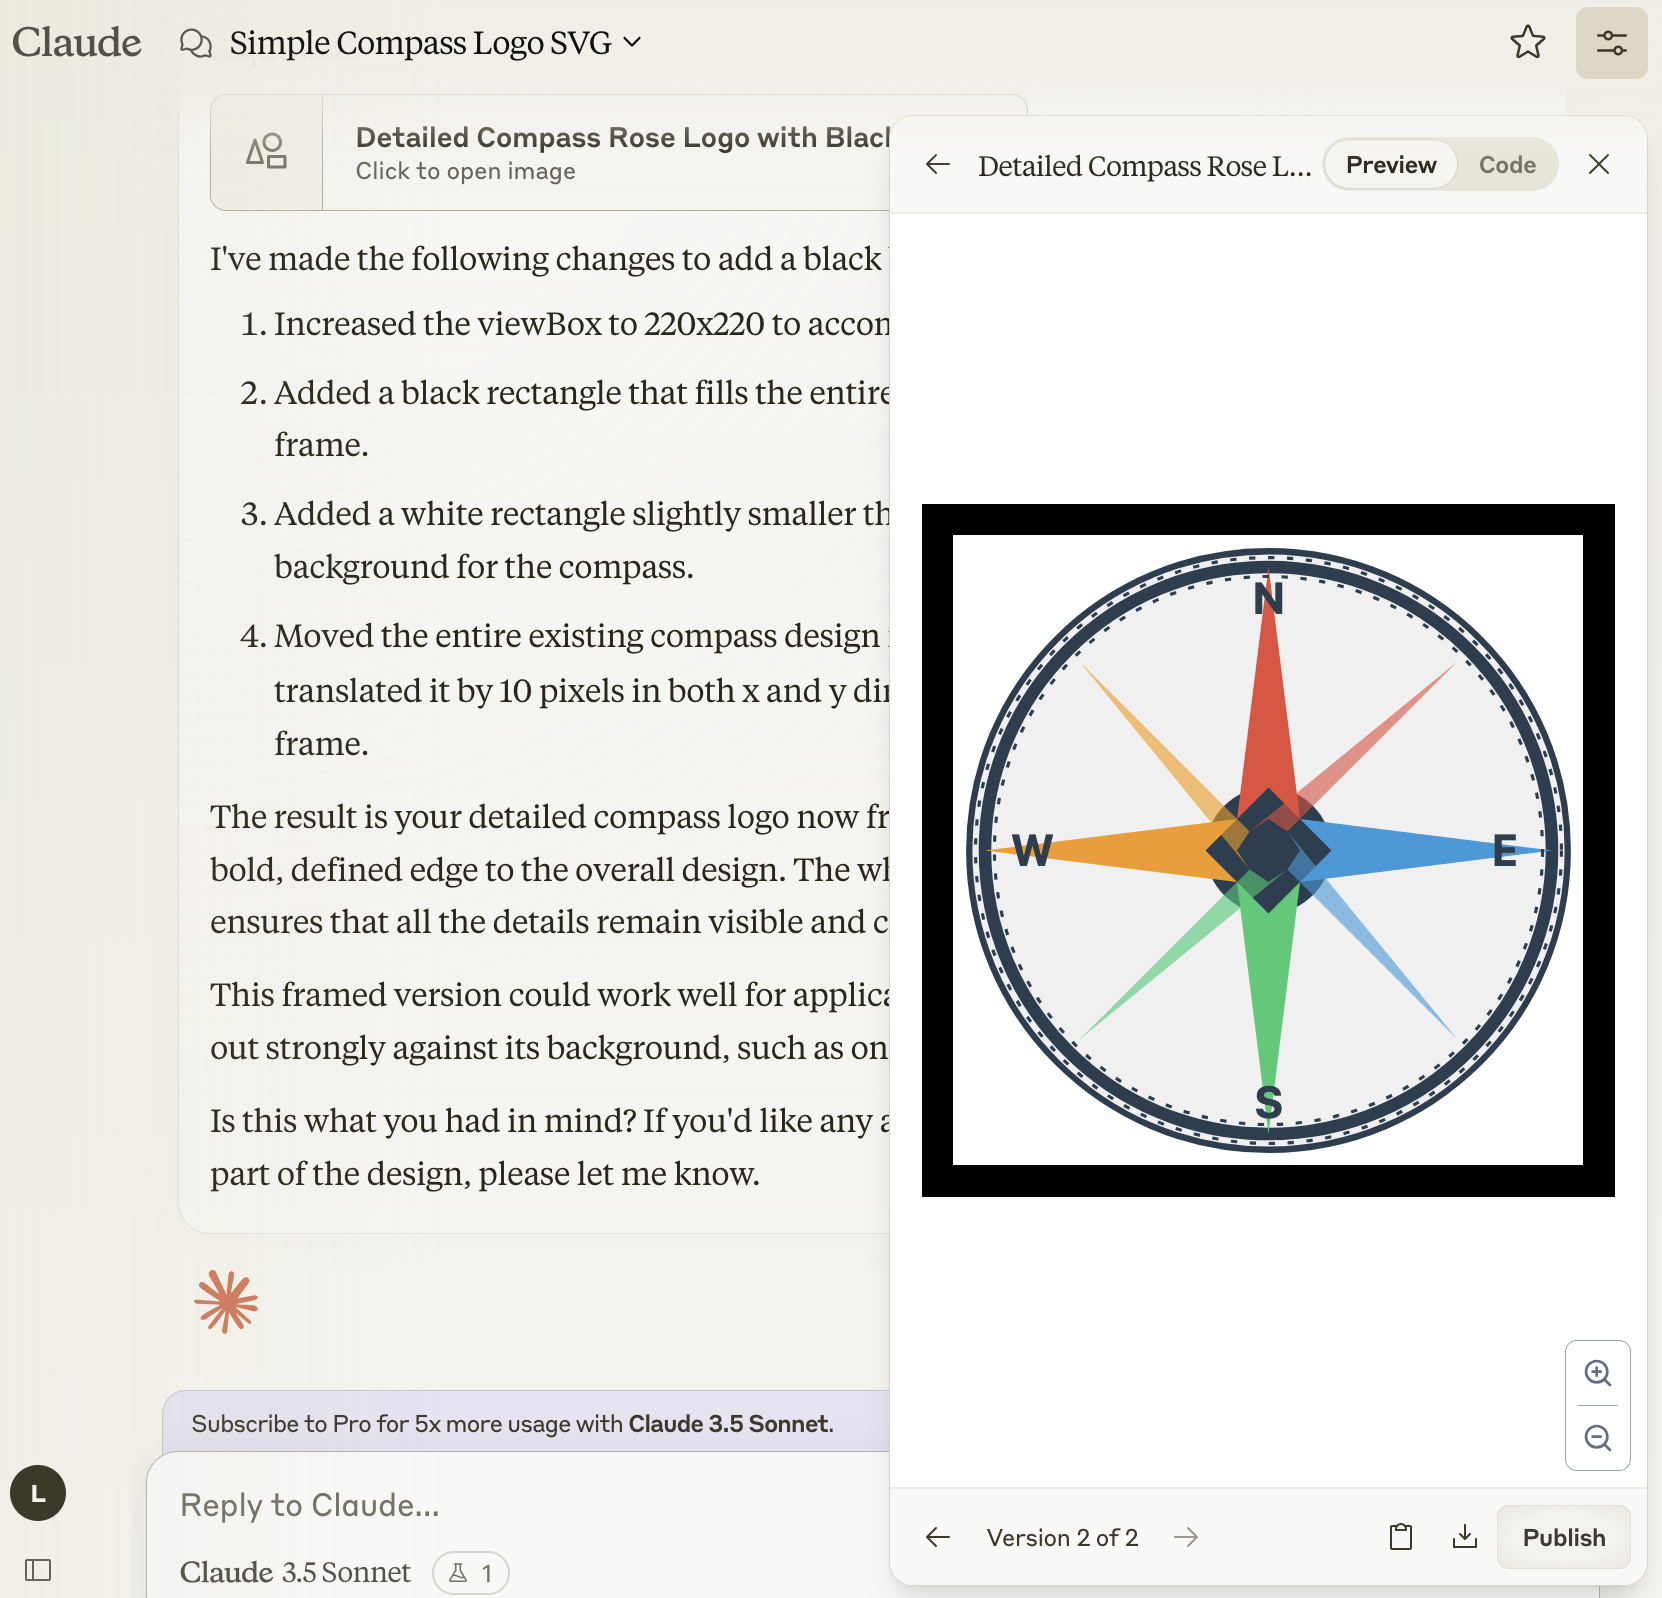 Claude
Simple Compass Logo SVG
Detailed Compass Rose Logo with Black
Click to open image
I've made the following changes to add a black
1. Increased the viewBox to 220x220 to
2. Added a black rectangle that fills the entire
frame.
3. Added a white rectangle slightly smaller
background for the compass.
4. Moved the entire existing compass design
translated it by 10 pixels in both x and y
frame.
The result is your detailed compass logo now
bold, defined edge to the overall design. The
ensures that all the details remain visible and
This framed version could work well for
out strongly against its background, such as on
Is this what you had in mind? If you'd like any
part of the design, please let me know.
Subscribe to Pro for 5x more usage with Claude 3.5 Sonnet.
L
Reply to Claude...
Claude 3.5 Sonnet
1
Detailed Compass Rose L...
Preview
Code
N
W
E
S
Version 2 of 2
Publish